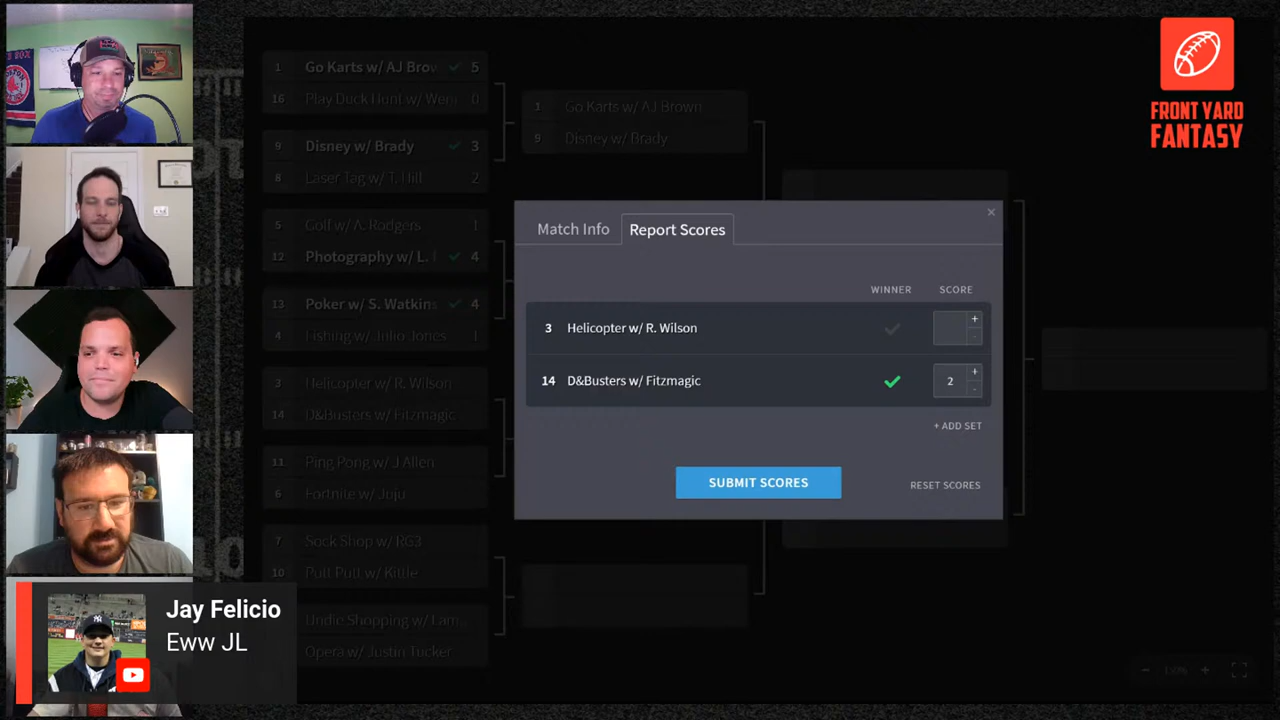 1 Go Karts w/ AJ Brow 5
16 Play Duck Hunt w/ Wen 0
9 Disney w/ Brady 3
8 Laser Tag w/ T. Hill 2
5 Golf w/ A. Rodgers 1
12 Photography w/ L. 4
13 Poker w/ S. Watkins 4
4 Fishing w/ Julio Jones 1
3 Helicopter w/ R. Wilson
14 D&Busters w/ Fitzmagic
11 Ping Pong w/ J Allen
6 Fortnite w/ Juju
7 Sock Shop w/ RG3
10 Putt Putt w/ Kittle
Undie Shopping w/ Lam...
Opera w/ Justin Tucker
1 Go Karts w/ AJ Brown
9 Disney w/ Brady
Match Info
Report Scores
×
WINNER SCORE
3 Helicopter w/ R. Wilson +
-
14 D&Busters w/ Fitzmagic 2 +
-
+ ADD SET
SUBMIT SCORES
RESET SCORES
FRONT YARD
FANTASY
Jay Felicio
Eww JL
− 130% +